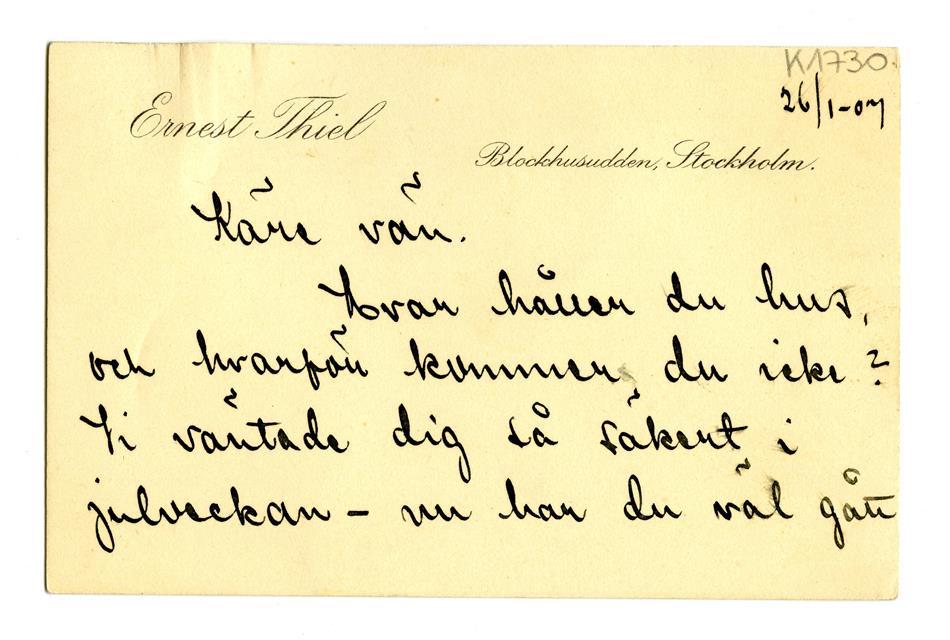 K1730.
26/1-07
Ernest Thiel
Blockhusudden, Stockholm.
Käre vän.
Hvar håller du hus,
och hvarför kommer du icke?
Vi väntade dig så säkert i
julveckan – nu har du väl gått